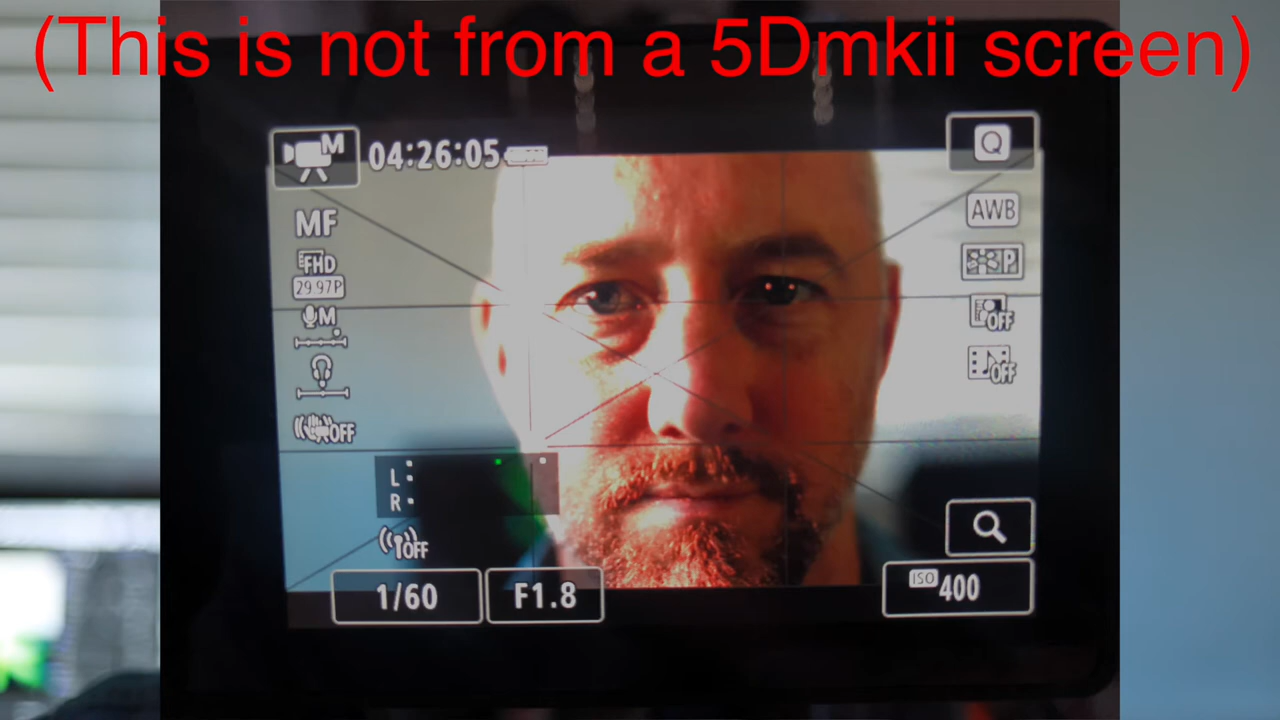 (This is not from a 5Dmkii screen)
M 04:26:05 Q
MF
AWB
FHD
29.97P
P
M
OFF
OFF
OFF
L
R
OFF
1/60 F1.8 ISO 400